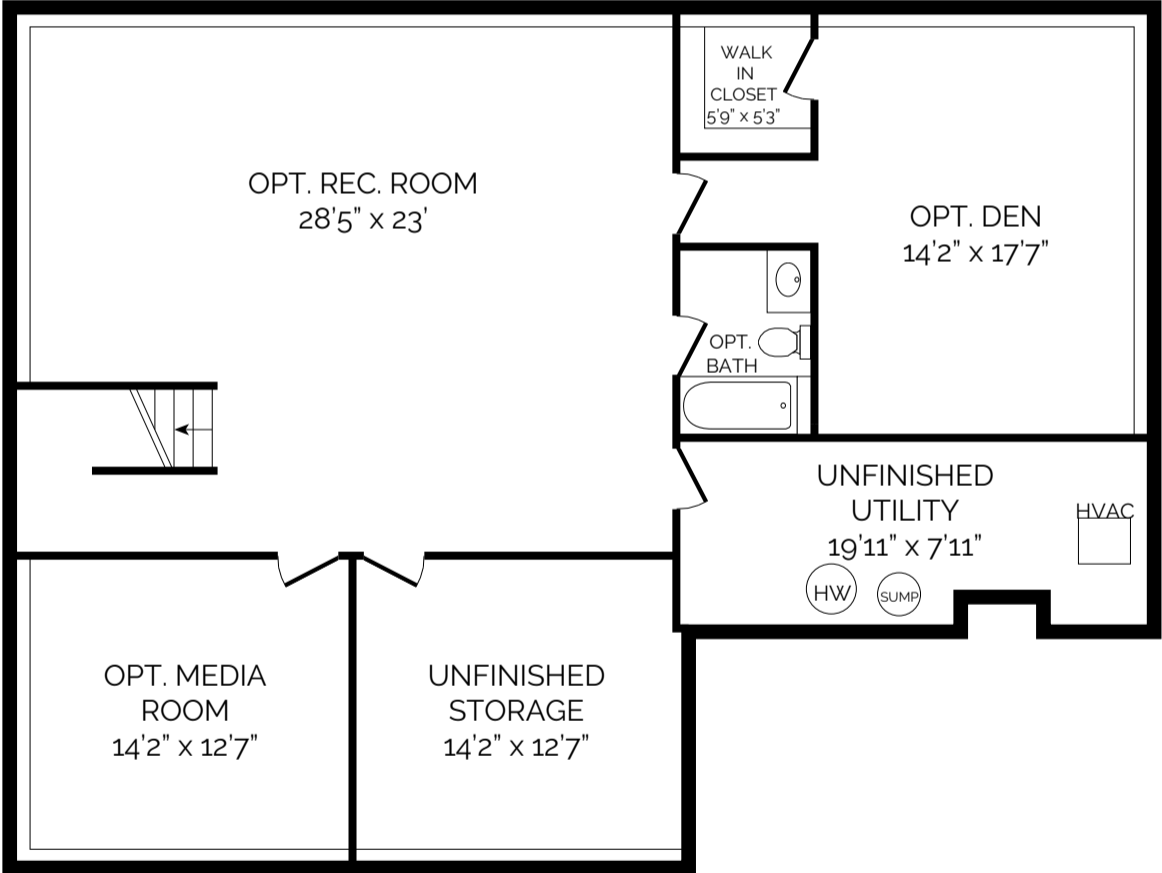 WALK
IN
CLOSET
5'9" x 5'3"
OPT. REC. ROOM
28'5" x 23'
OPT. DEN
14'2" x 17'7"
OPT.
BATH
UNFINISHED
UTILITY
19'11" x 7'11"
HVAC
HW
SUMP
OPT. MEDIA
ROOM
14'2" x 12'7"
UNFINISHED
STORAGE
14'2" x 12'7"